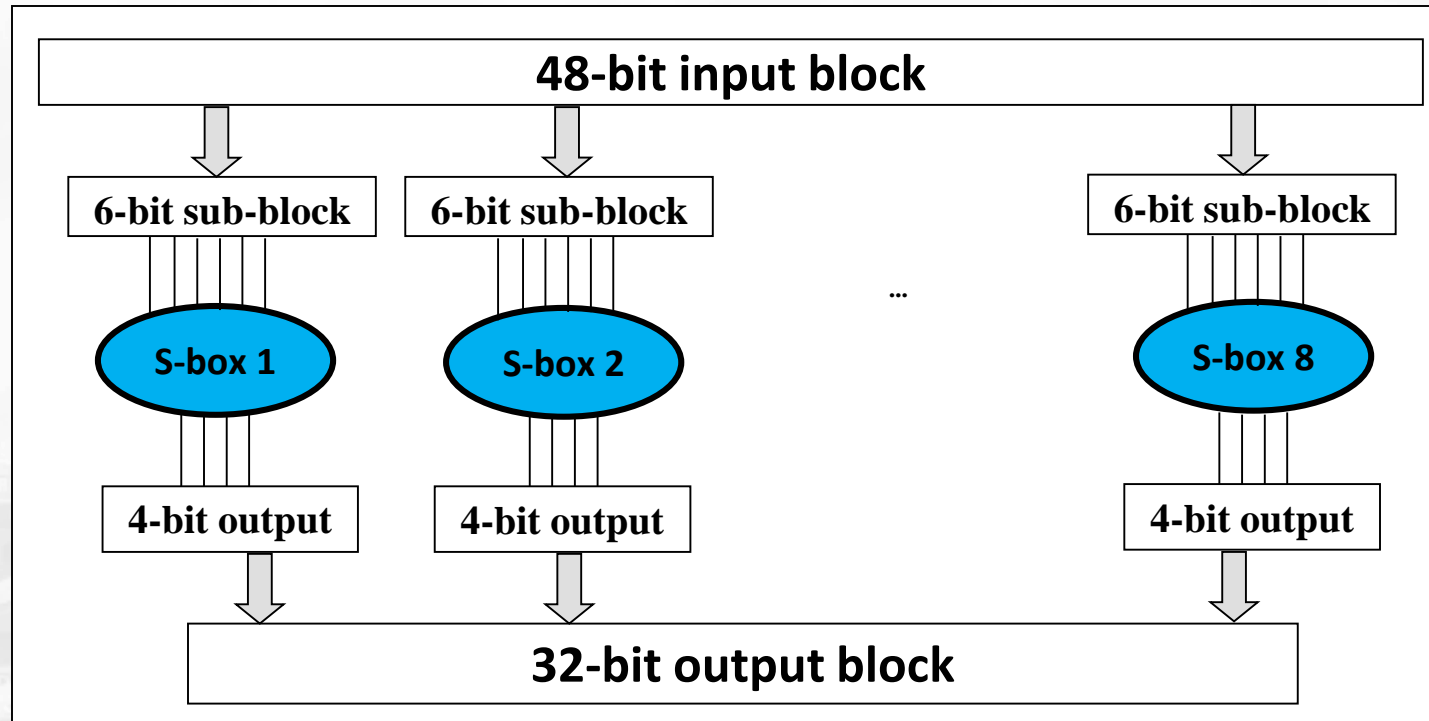 48-bit input block
6-bit sub-block
6-bit sub-block
6-bit sub-block
...
S-box 1
S-box 2
S-box 8
4-bit output
4-bit output
4-bit output
32-bit output block